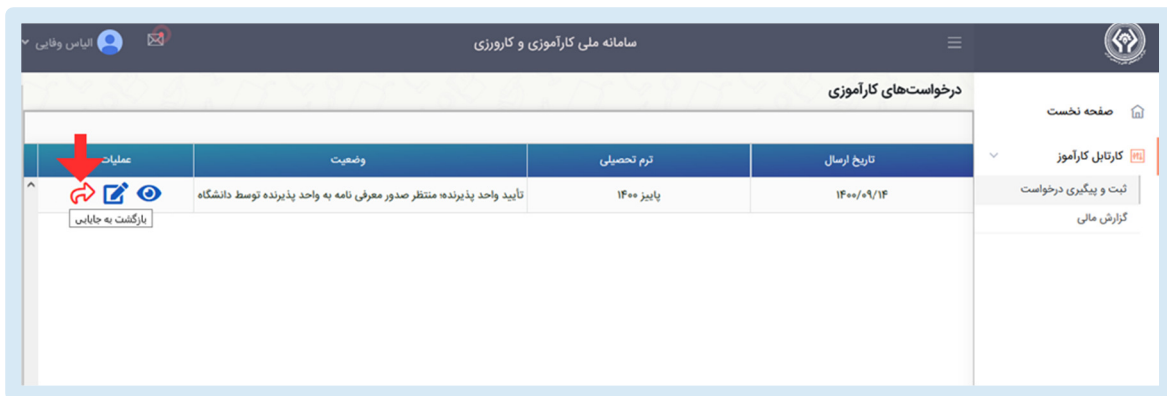 سامانه ملی کارآموزی و کارورزی
الیاس وفایی
صفحه نخست
کارتابل کارآموز
ثبت و پیگیری درخواست
گزارش مالی
درخواست‌های کارآموزی
تاریخ ارسال ترم تحصیلی وضعیت عملیات
۱۴۰۰/۰۹/۱۴ پاییز ۱۴۰۰ تأیید واحد پذیرنده؛ منتظر صدور معرفی نامه به واحد پذیرنده توسط دانشگاه
بازگشت به جایابی